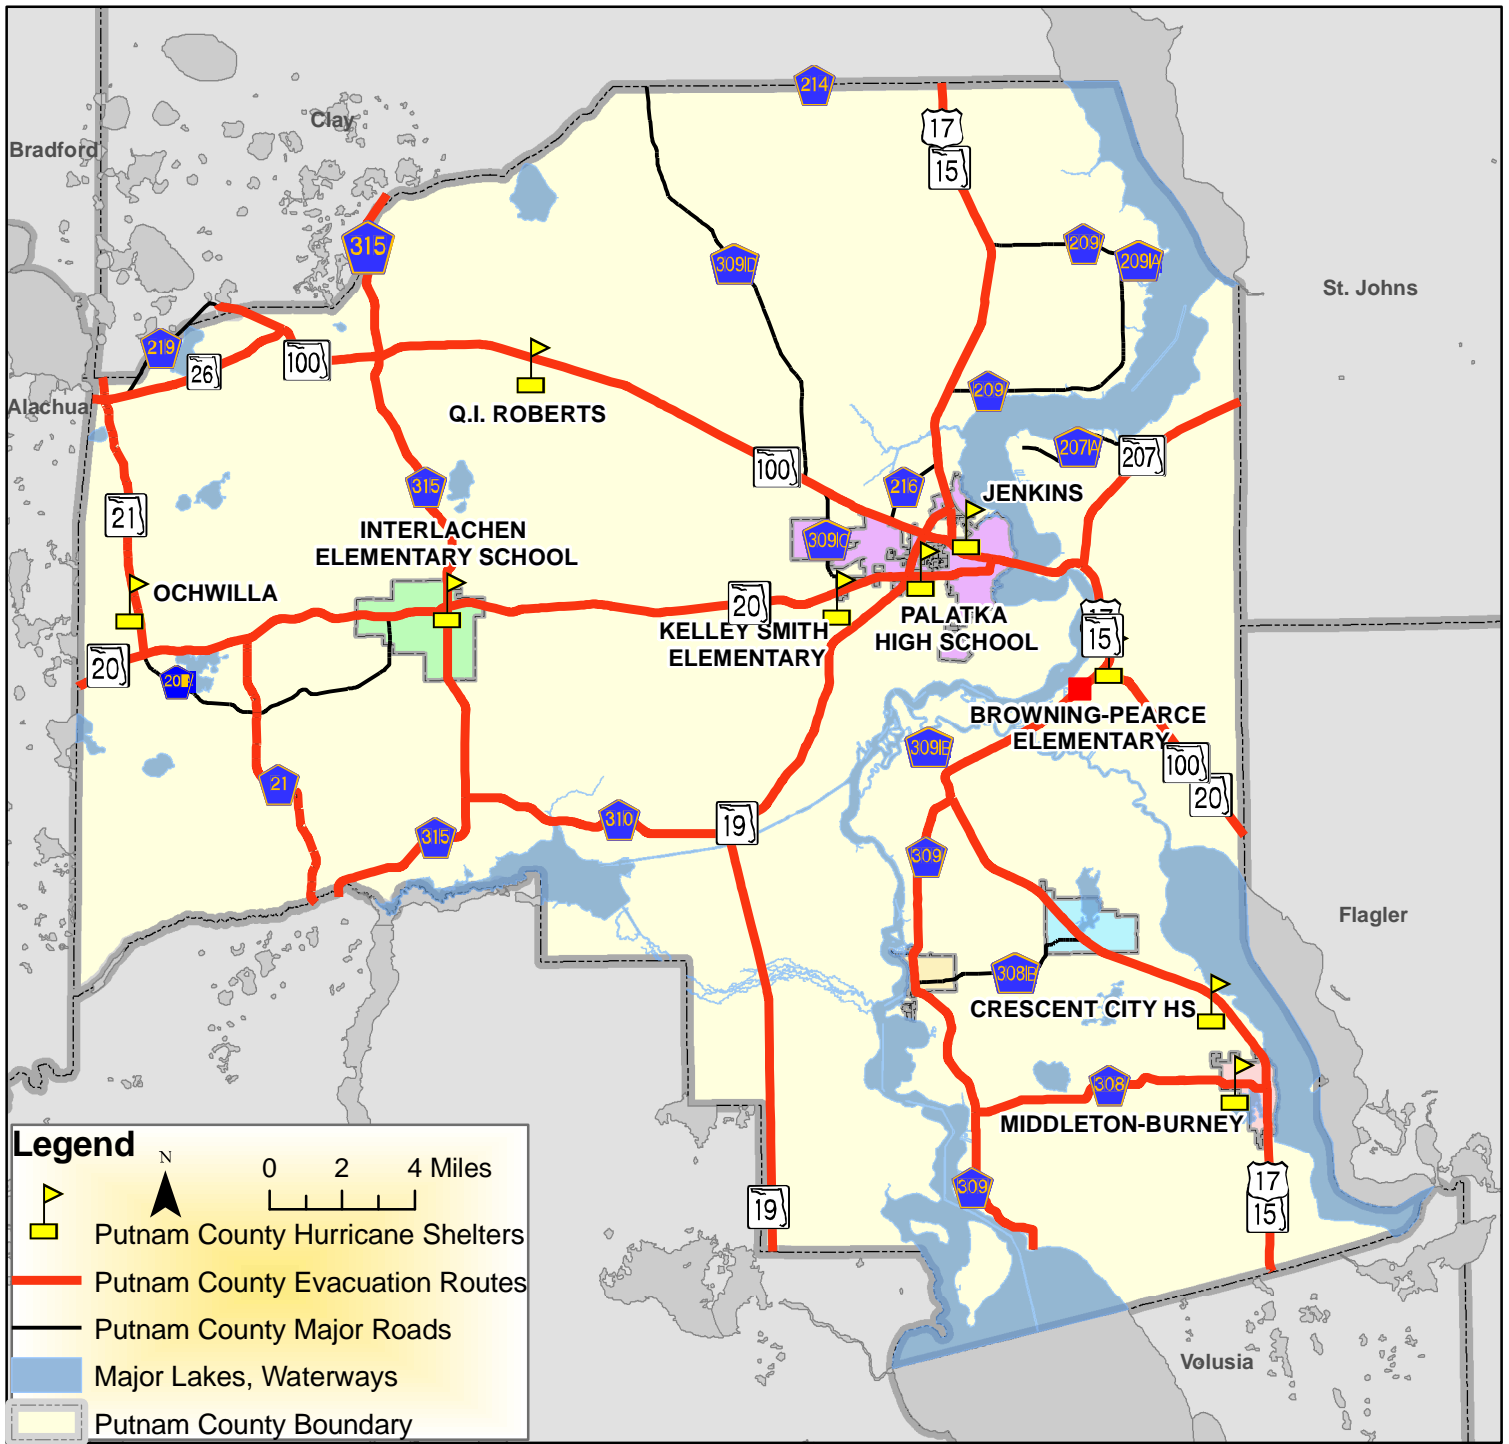 214
Clay
Bradford
17
15
315
209
209A
309D
St. Johns
219
26
100
Q.I. ROBERTS
209
Alachua
207A
207
100
315
216
JENKINS
21
INTERLACHEN
ELEMENTARY SCHOOL
309C
OCHWILLA
20
KELLEY SMITH
ELEMENTARY
PALATKA
HIGH SCHOOL
17
15
20
BROWNING-PEARCE
ELEMENTARY
309B
100
20
21
310
19
315
309
Flagler
308B
CRESCENT CITY HS
308
MIDDLETON-BURNEY
309
17
15
19
Volusia
Legend
N
0 2 4 Miles
Putnam County Hurricane Shelters
Putnam County Evacuation Routes
Putnam County Major Roads
Major Lakes, Waterways
Putnam County Boundary